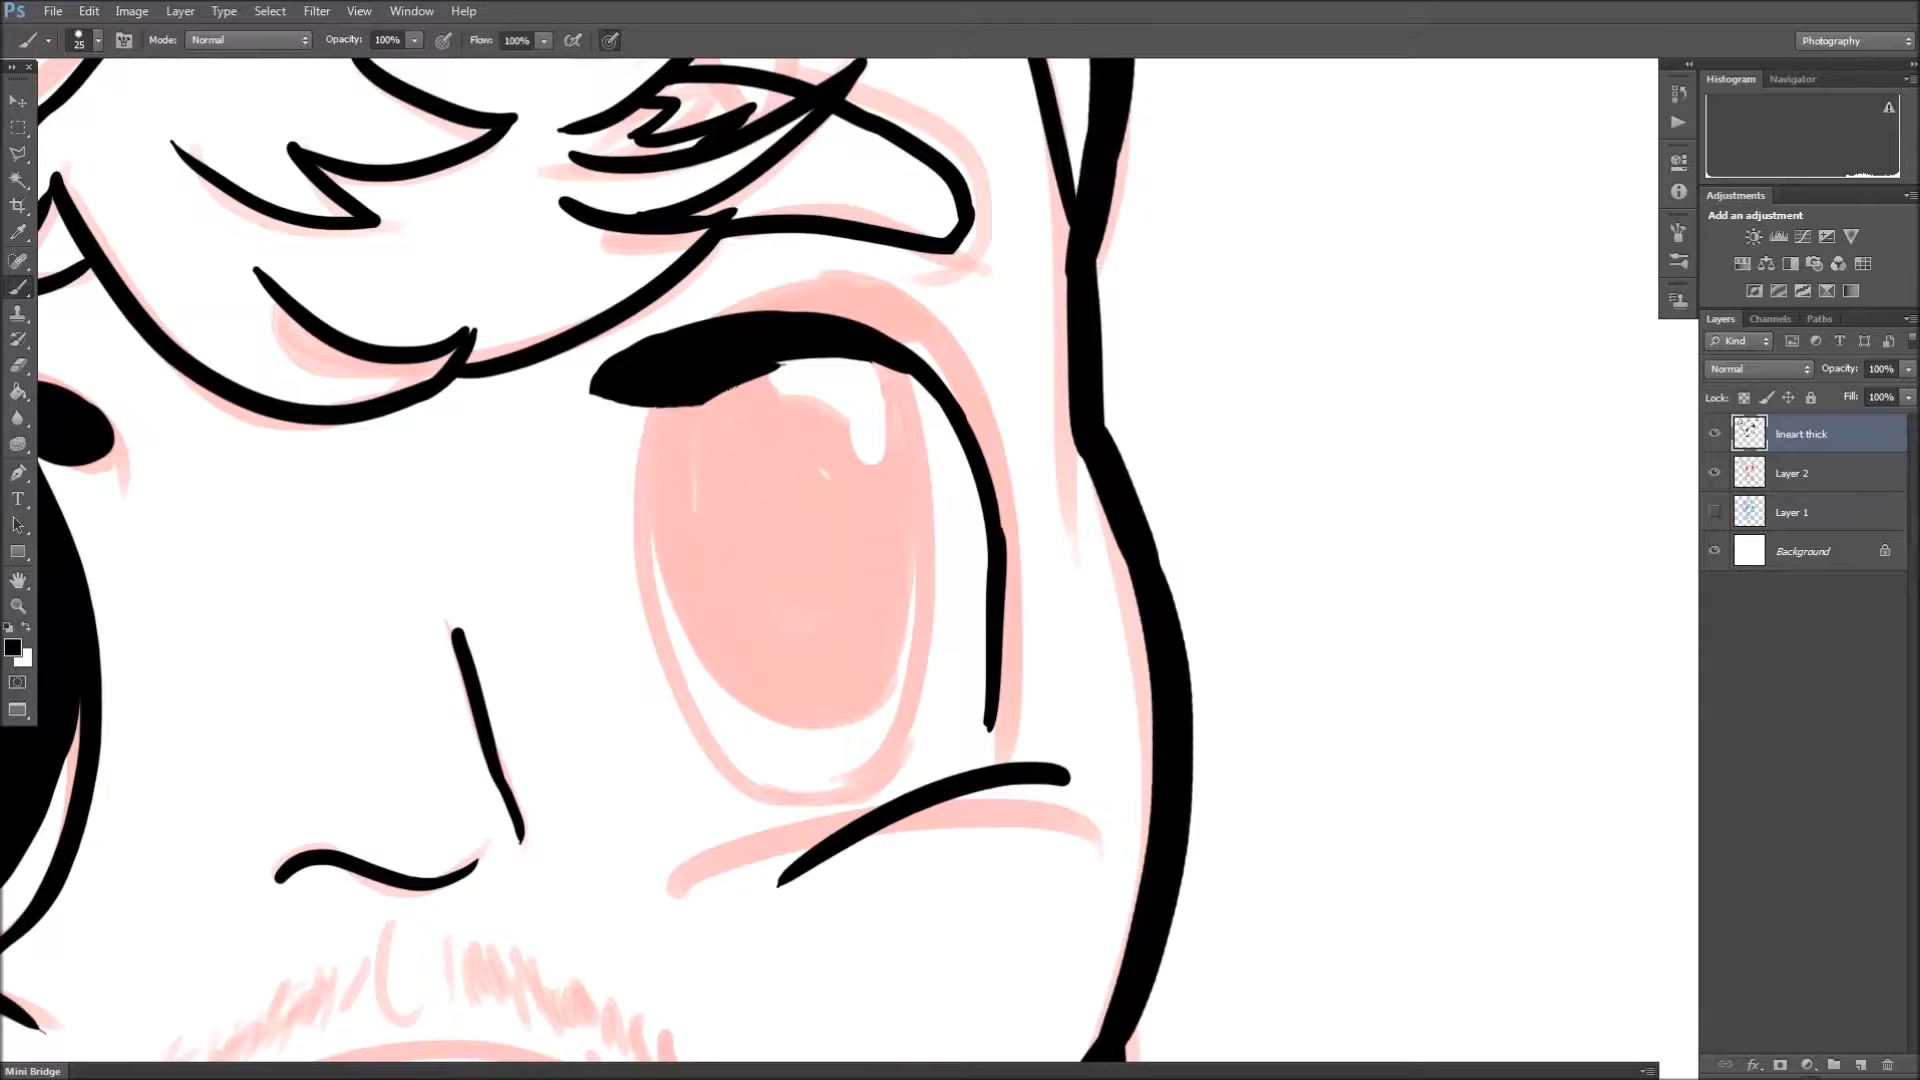 Ps File Edit Image Layer Type Select Filter View Window Help
25 Mode: Normal Opacity: 100% Flow: 100% Photography
Histogram Navigator
Adjustments
Add an adjustment
Layers Channels Paths
Kind T
Normal Opacity: 100%
Lock: Fill: 100%
lineart thick
Layer 2
Layer 1
Background
T
fx
Mini Bridge